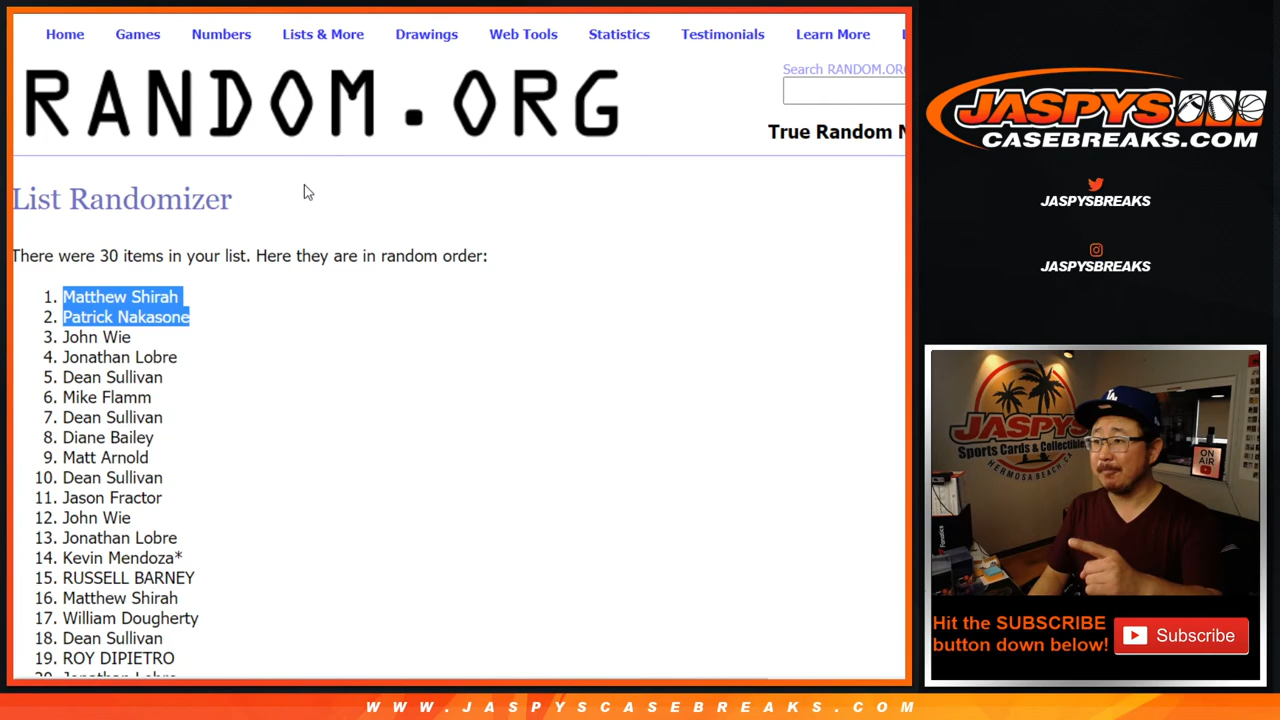 Home Games Numbers Lists & More Drawings Web Tools Statistics Testimonials Learn More
RANDOM.ORG
Search RANDOM.ORG
True Random
List Randomizer
There were 30 items in your list. Here they are in random order:
1. Matthew Shirah
2. Patrick Nakasone
3. John Wie
4. Jonathan Lobre
5. Dean Sullivan
6. Mike Flamm
7. Dean Sullivan
8. Diane Bailey
9. Matt Arnold
10. Dean Sullivan
11. Jason Fractor
12. John Wie
13. Jonathan Lobre
14. Kevin Mendoza*
15. RUSSELL BARNEY
16. Matthew Shirah
17. William Dougherty
18. Dean Sullivan
19. ROY DIPIETRO
20. Jonathan Lobre
JASPYS
CASEBREAKS.COM
JASPYSBREAKS
JASPYSBREAKS
JASPYS
Sports Cards & Collectibles
HERMOSA BEACH, CA
LA
ON
AIR
Fanatics
Hit the SUBSCRIBE
button down below!
Subscribe
WWW.JASPYSCASEBREAKS.COM